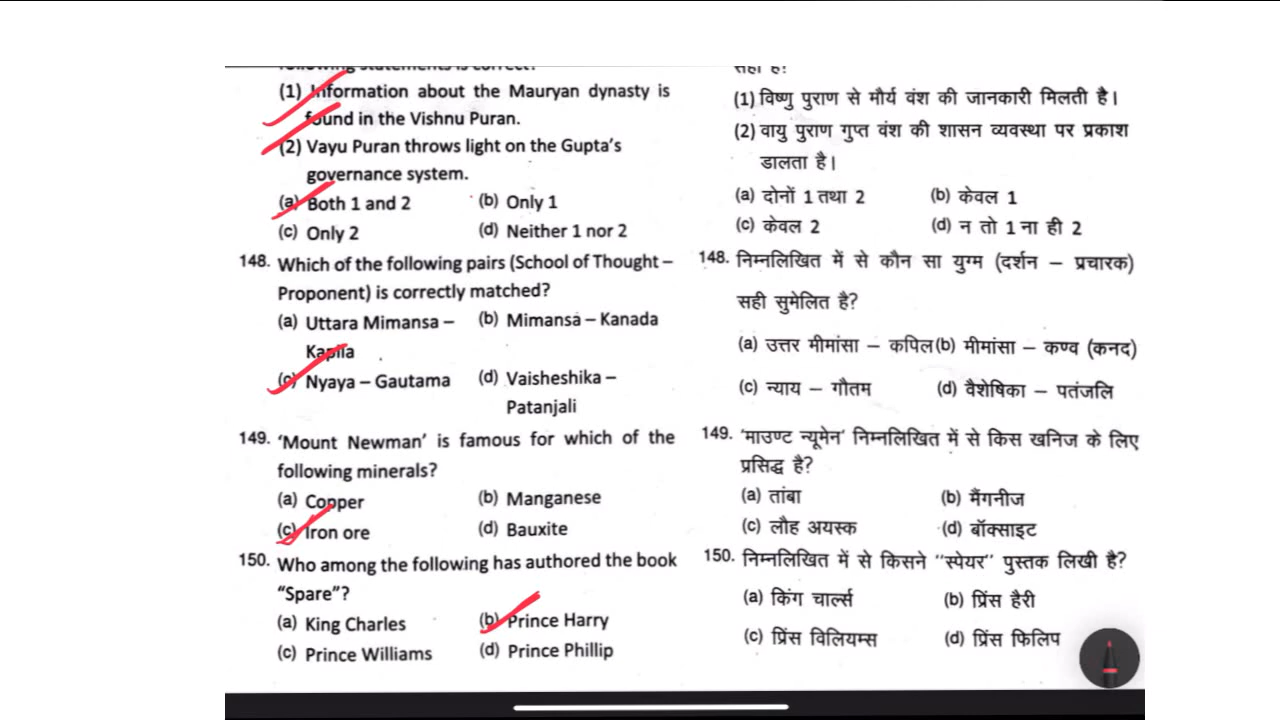 following statements is correct?
(1) Information about the Mauryan dynasty is
found in the Vishnu Puran.
(2) Vayu Puran throws light on the Gupta's
governance system.
(a) Both 1 and 2 (b) Only 1
(c) Only 2 (d) Neither 1 nor 2
148. Which of the following pairs (School of Thought –
Proponent) is correctly matched?
(a) Uttara Mimansa – (b) Mimansa – Kanada
Kapila
(c) Nyaya – Gautama (d) Vaisheshika –
Patanjali
149. 'Mount Newman' is famous for which of the
following minerals?
(a) Copper (b) Manganese
(c) Iron ore (d) Bauxite
150. Who among the following has authored the book
"Spare"?
(a) King Charles (b) Prince Harry
(c) Prince Williams (d) Prince Phillip
सही है?
(1) विष्णु पुराण से मौर्य वंश की जानकारी मिलती है।
(2) वायु पुराण गुप्त वंश की शासन व्यवस्था पर प्रकाश
डालता है।
(a) दोनों 1 तथा 2 (b) केवल 1
(c) केवल 2 (d) न तो 1 ना ही 2
148. निम्नलिखित में से कौन सा युग्म (दर्शन – प्रचारक)
सही सुमेलित है?
(a) उत्तर मीमांसा – कपिल (b) मीमांसा – कण्व (कनद)
(c) न्याय – गौतम (d) वैशेषिका – पतंजलि
149. 'माउण्ट न्यूमेन' निम्नलिखित में से किस खनिज के लिए
प्रसिद्ध है?
(a) तांबा (b) मैंगनीज
(c) लौह अयस्क (d) बॉक्साइट
150. निम्नलिखित में से किसने "स्पेयर" पुस्तक लिखी है?
(a) किंग चार्ल्स (b) प्रिंस हैरी
(c) प्रिंस विलियम्स (d) प्रिंस फिलिप